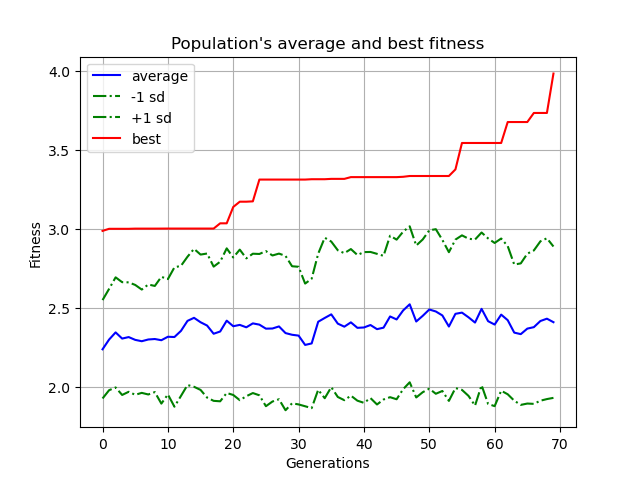 Population's average and best fitness
average
-1 sd
+1 sd
best
4.0
3.5
3.0
2.5
2.0
Fitness
0 10 20 30 40 50 60 70
Generations